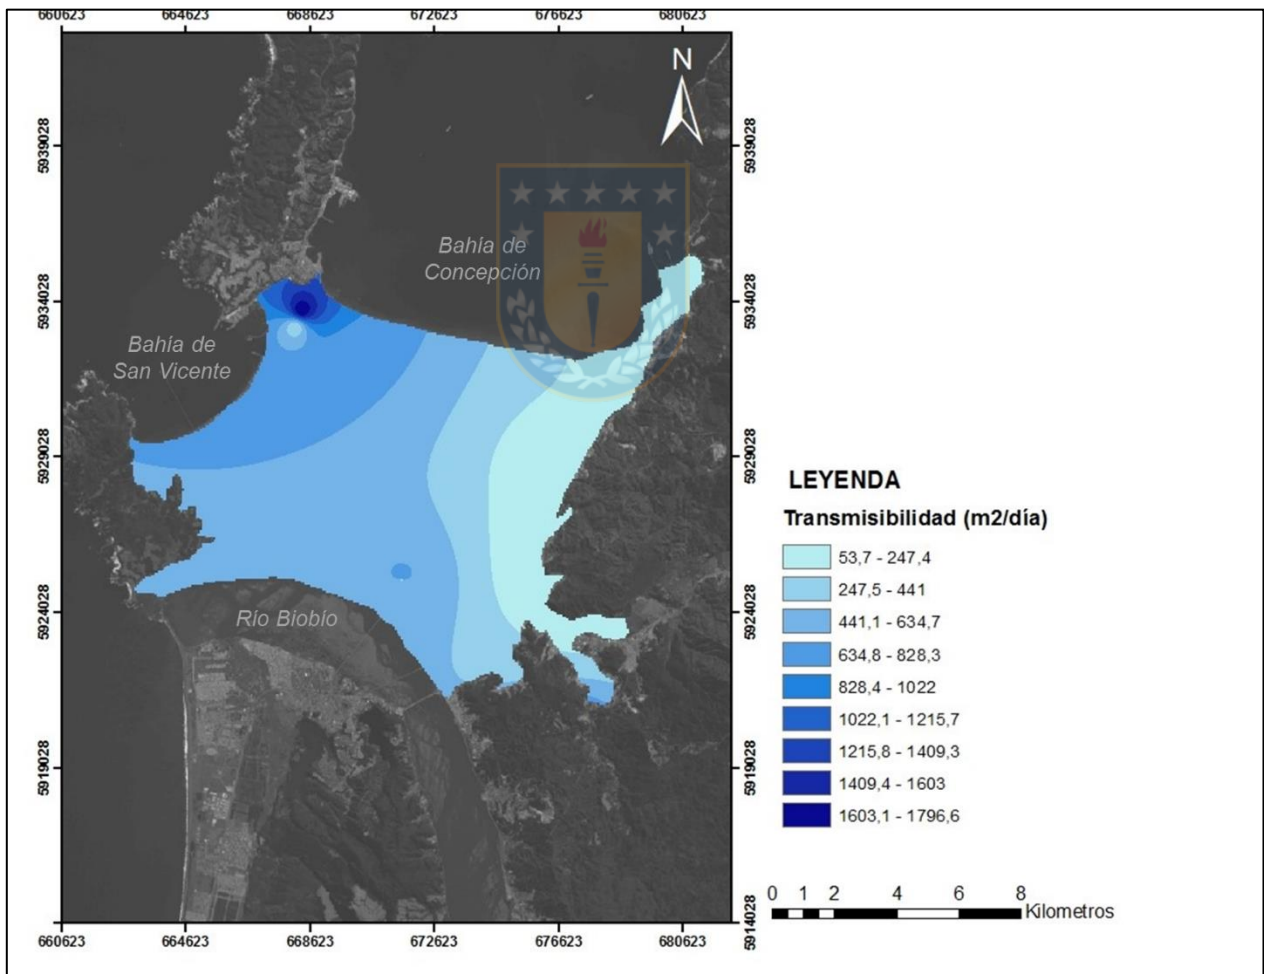 660623 664623 668623 672623 676623 680623
N
5939028 5939028
Bahía de
Concepción
5934028 5934028
Bahía de
San Vicente
5929028 5929028
LEYENDA
Transmisibilidad (m2/día)
53,7 - 247,4
247,5 - 441
441,1 - 634,7
634,8 - 828,3
828,4 - 1022
1022,1 - 1215,7
1215,8 - 1409,3
1409,4 - 1603
1603,1 - 1796,6
5924028 5924028
Río Biobío
5919028 5919028
0 1 2 4 6 8
Kilometros
5914028 5914028
660623 664623 668623 672623 676623 680623